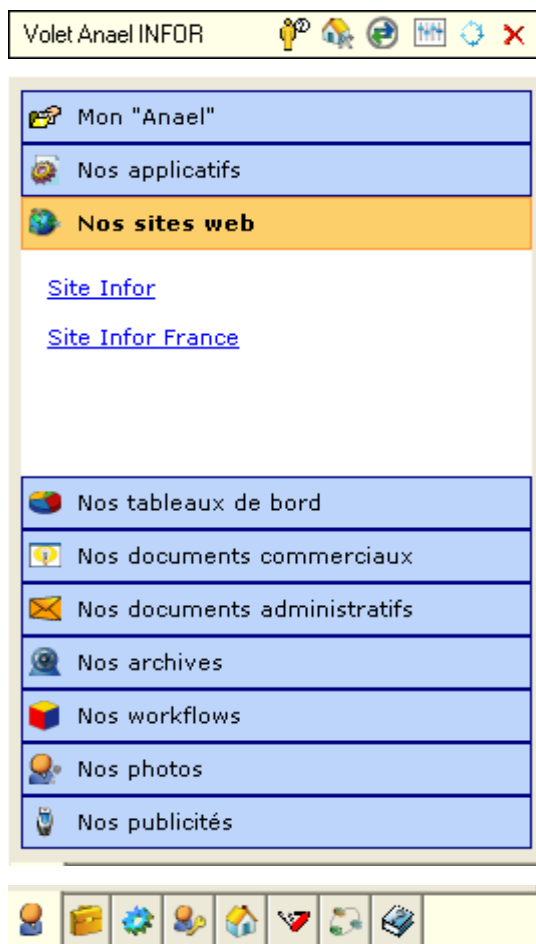 Volet Anael INFOR
Mon "Anael"
Nos applicatifs
Nos sites web
Site Infor
Site Infor France
Nos tableaux de bord
Nos documents commerciaux
Nos documents administratifs
Nos archives
Nos workflows
Nos photos
Nos publicités